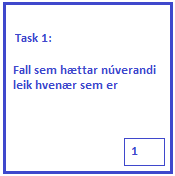 Task 1:
Fall sem hættar núverandi
leik hvenær sem er
1